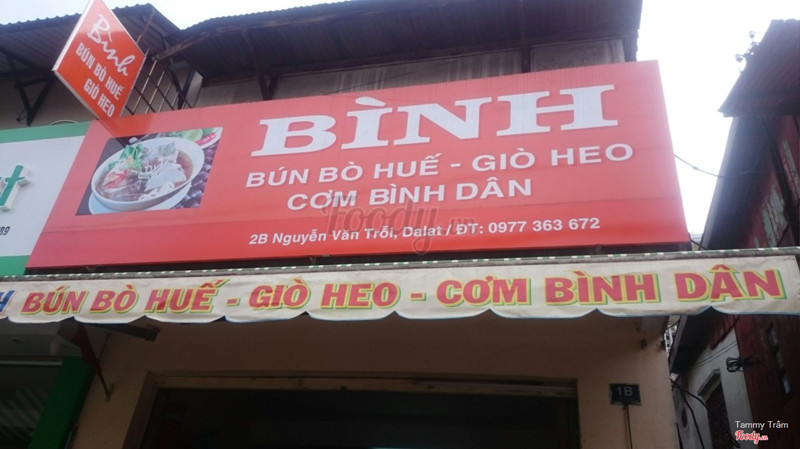 Bình
BÚN BÒ HUẾ
GIÒ HEO
BÌNH
BÚN BÒ HUẾ - GIÒ HEO
CƠM BÌNH DÂN
2B Nguyễn Văn Trỗi, Dalat / ĐT: 0977 363 672
Foody.vn
BÚN BÒ HUẾ - GIÒ HEO - CƠM BÌNH DÂN
1B
Tammy Trâm
Foody.vn